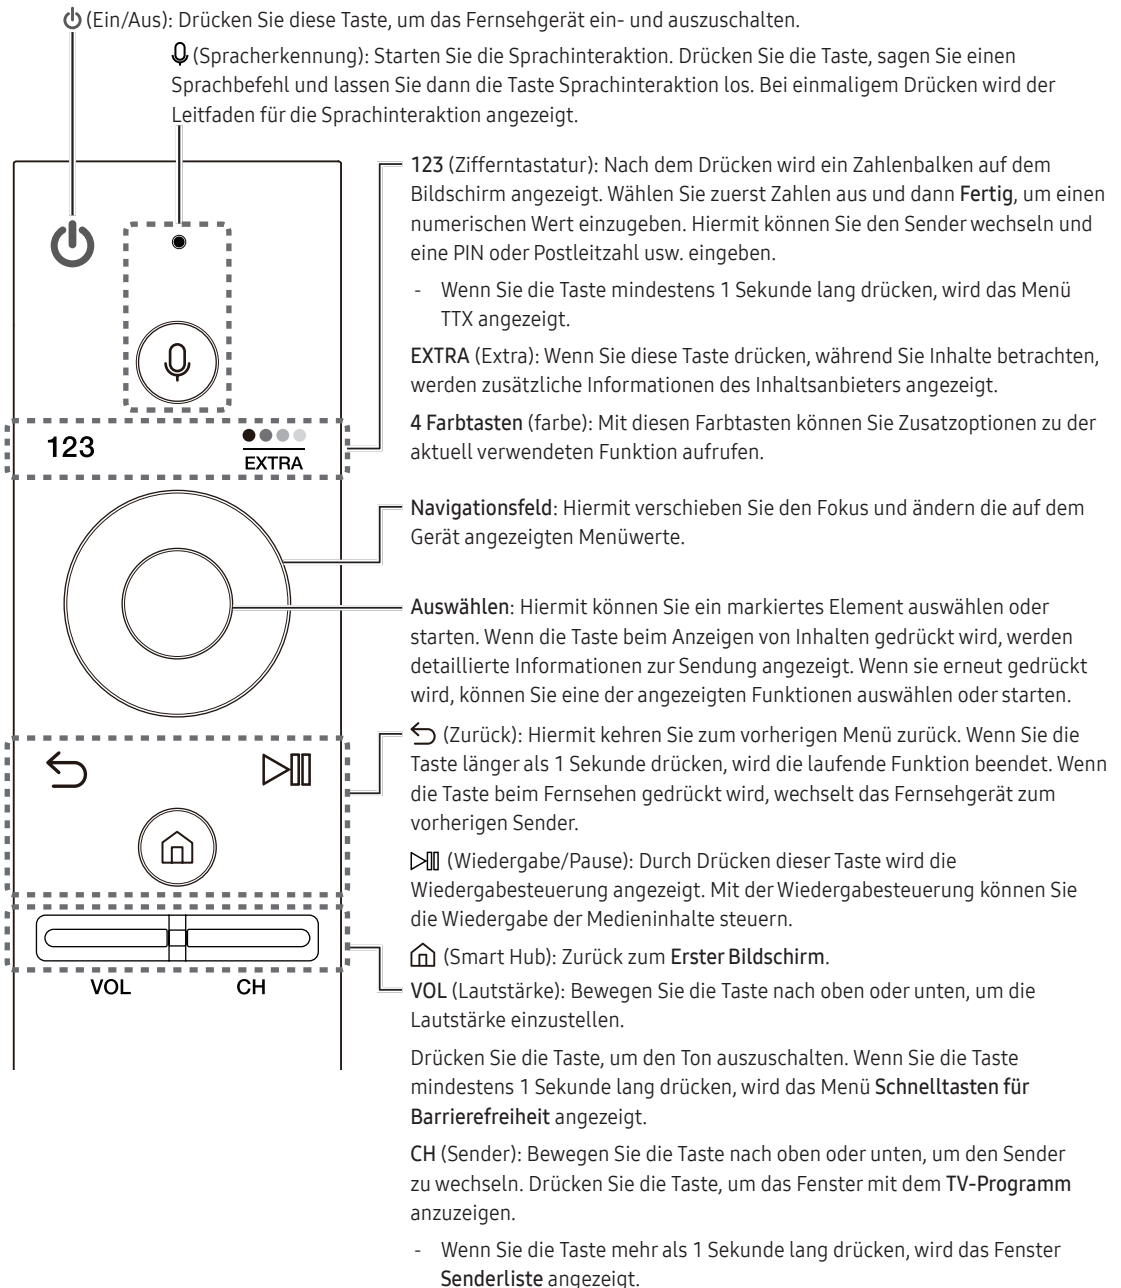 (Ein/Aus): Drücken Sie diese Taste, um das Fernsehgerät ein- und auszuschalten.
(Spracherkennung): Starten Sie die Sprachinteraktion. Drücken Sie die Taste, sagen Sie einen
Sprachbefehl und lassen Sie dann die Taste Sprachinteraktion los. Bei einmaligem Drücken wird der
Leitfaden für die Sprachinteraktion angezeigt.
123 (Zifferntastatur): Nach dem Drücken wird ein Zahlenbalken auf dem
Bildschirm angezeigt. Wählen Sie zuerst Zahlen aus und dann Fertig, um einen
numerischen Wert einzugeben. Hiermit können Sie den Sender wechseln und
eine PIN oder Postleitzahl usw. eingeben.
- Wenn Sie die Taste mindestens 1 Sekunde lang drücken, wird das Menü
TTX angezeigt.
EXTRA (Extra): Wenn Sie diese Taste drücken, während Sie Inhalte betrachten,
werden zusätzliche Informationen des Inhaltsanbieters angezeigt.
4 Farbtasten (farbe): Mit diesen Farbtasten können Sie Zusatzoptionen zu der
aktuell verwendeten Funktion aufrufen.
123
EXTRA
Navigationsfeld: Hiermit verschieben Sie den Fokus und ändern die auf dem
Gerät angezeigten Menüwerte.
Auswählen: Hiermit können Sie ein markiertes Element auswählen oder
starten. Wenn die Taste beim Anzeigen von Inhalten gedrückt wird, werden
detaillierte Informationen zur Sendung angezeigt. Wenn sie erneut gedrückt
wird, können Sie eine der angezeigten Funktionen auswählen oder starten.
(Zurück): Hiermit kehren Sie zum vorherigen Menü zurück. Wenn Sie die
Taste länger als 1 Sekunde drücken, wird die laufende Funktion beendet. Wenn
die Taste beim Fernsehen gedrückt wird, wechselt das Fernsehgerät zum
vorherigen Sender.
(Wiedergabe/Pause): Durch Drücken dieser Taste wird die
Wiedergabesteuerung angezeigt. Mit der Wiedergabesteuerung können Sie
die Wiedergabe der Medieninhalte steuern.
(Smart Hub): Zurück zum Erster Bildschirm.
VOL
CH
VOL (Lautstärke): Bewegen Sie die Taste nach oben oder unten, um die
Lautstärke einzustellen.
Drücken Sie die Taste, um den Ton auszuschalten. Wenn Sie die Taste
mindestens 1 Sekunde lang drücken, wird das Menü Schnelltasten für
Barrierefreiheit angezeigt.
CH (Sender): Bewegen Sie die Taste nach oben oder unten, um den Sender
zu wechseln. Drücken Sie die Taste, um das Fenster mit dem TV-Programm
anzuzeigen.
- Wenn Sie die Taste mehr als 1 Sekunde lang drücken, wird das Fenster
Senderliste angezeigt.